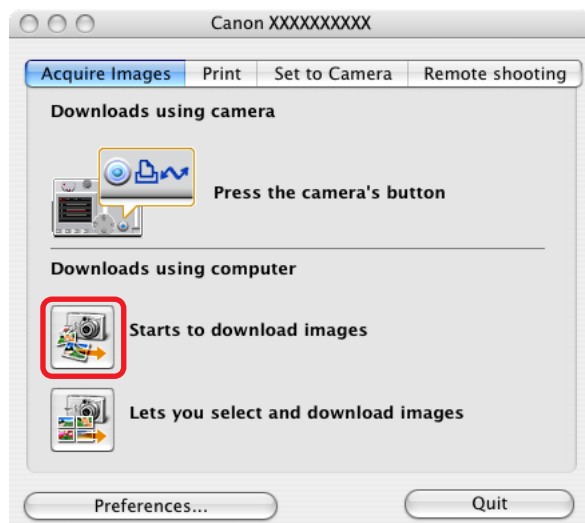 Canon XXXXXXXXXX
Acquire Images Print Set to Camera Remote shooting
Downloads using camera
Press the camera's button
Downloads using computer
Starts to download images
Lets you select and download images
Preferences... Quit